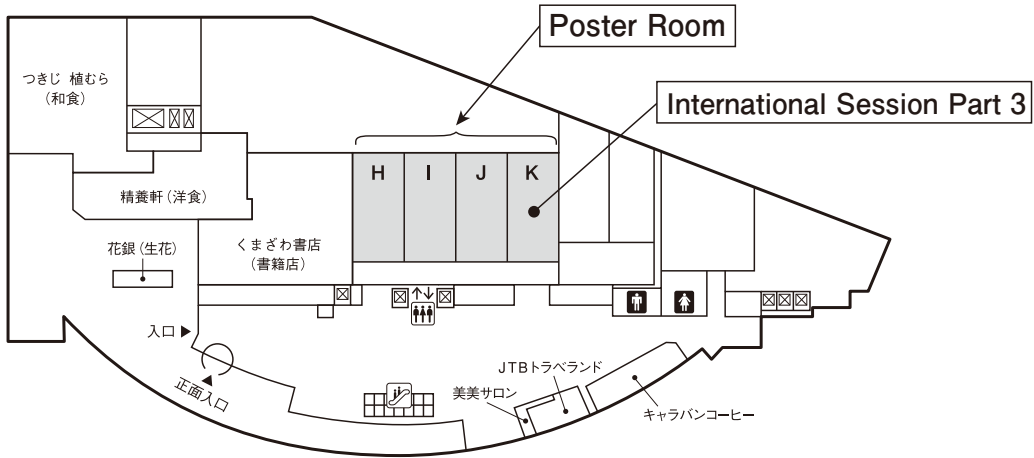 Poster Room
International Session Part 3
つきじ 植むら
（和食）
H
I
J
K
精養軒（洋食）
花銀（生花）
くまざわ書店
（書籍店）
入口
正面入口
JTBトラベランド
美美サロン
キャラバンコーヒー